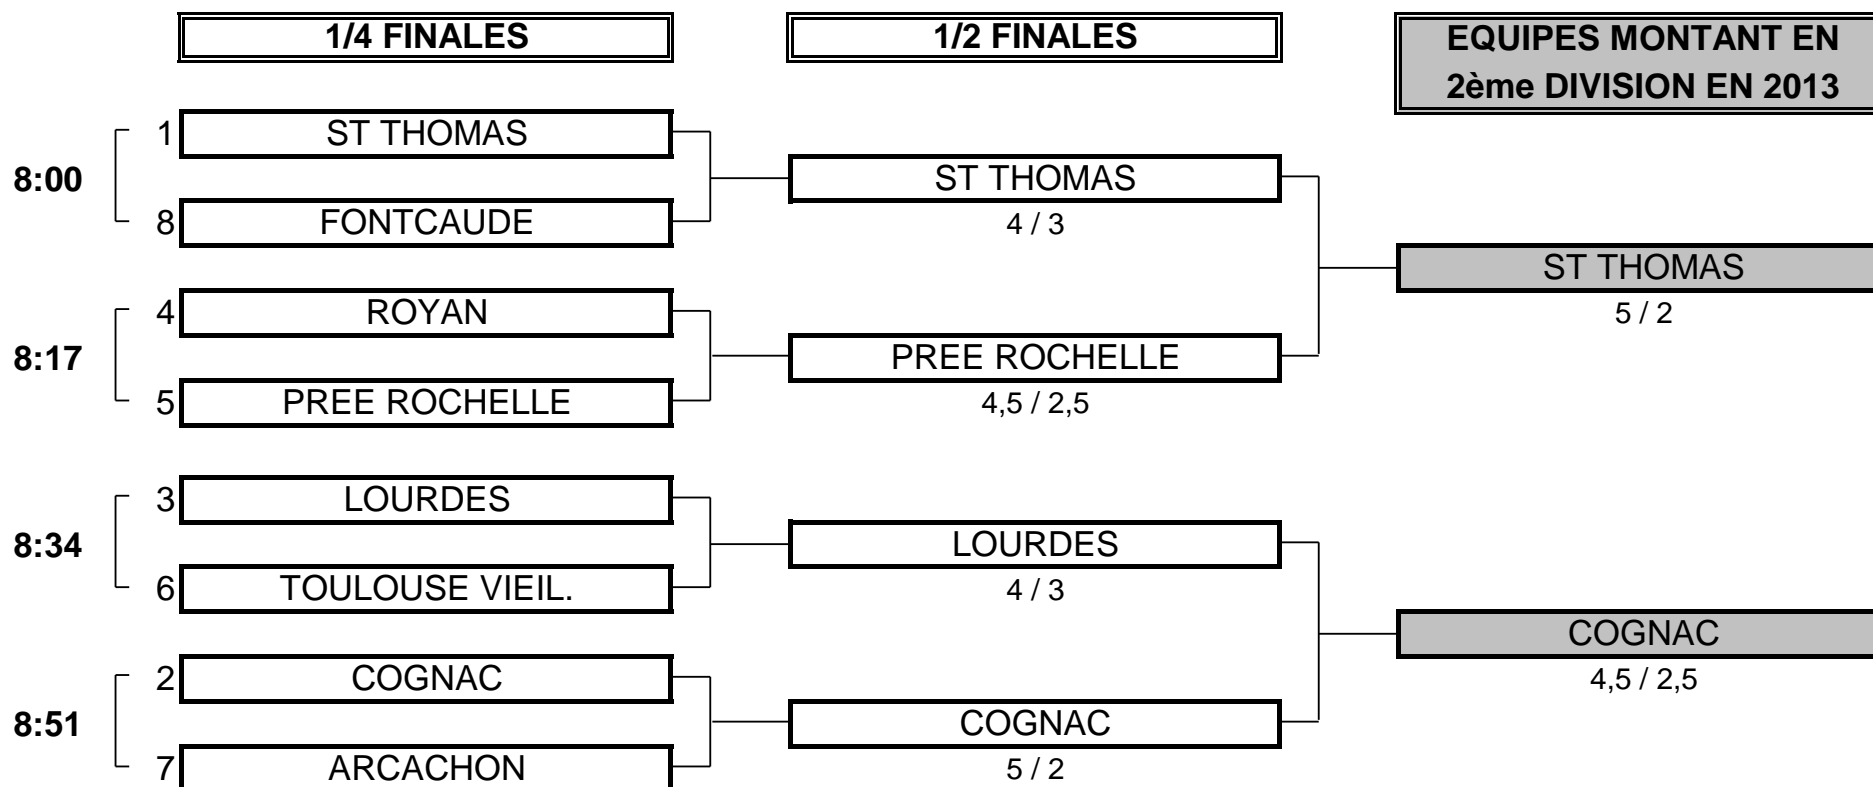 1/4 FINALES
1/2 FINALES
EQUIPES MONTANT EN
2ème DIVISION EN 2013
8:00
1 ST THOMAS
8 FONTCAUDE
ST THOMAS
4 / 3
ST THOMAS
5 / 2
8:17
4 ROYAN
5 PREE ROCHELLE
PREE ROCHELLE
4,5 / 2,5
8:34
3 LOURDES
6 TOULOUSE VIEIL.
LOURDES
4 / 3
COGNAC
4,5 / 2,5
8:51
2 COGNAC
7 ARCACHON
COGNAC
5 / 2